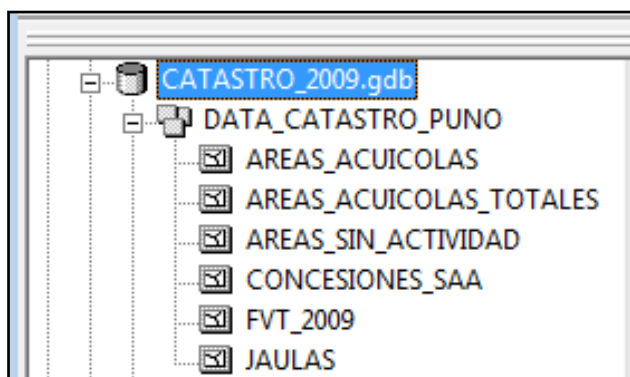 CATASTRO_2009.gdb
DATA_CATASTRO_PUNO
AREAS_ACUICOLAS
AREAS_ACUICOLAS_TOTALES
AREAS_SIN_ACTIVIDAD
CONCESIONES_SAA
FVT_2009
JAULAS